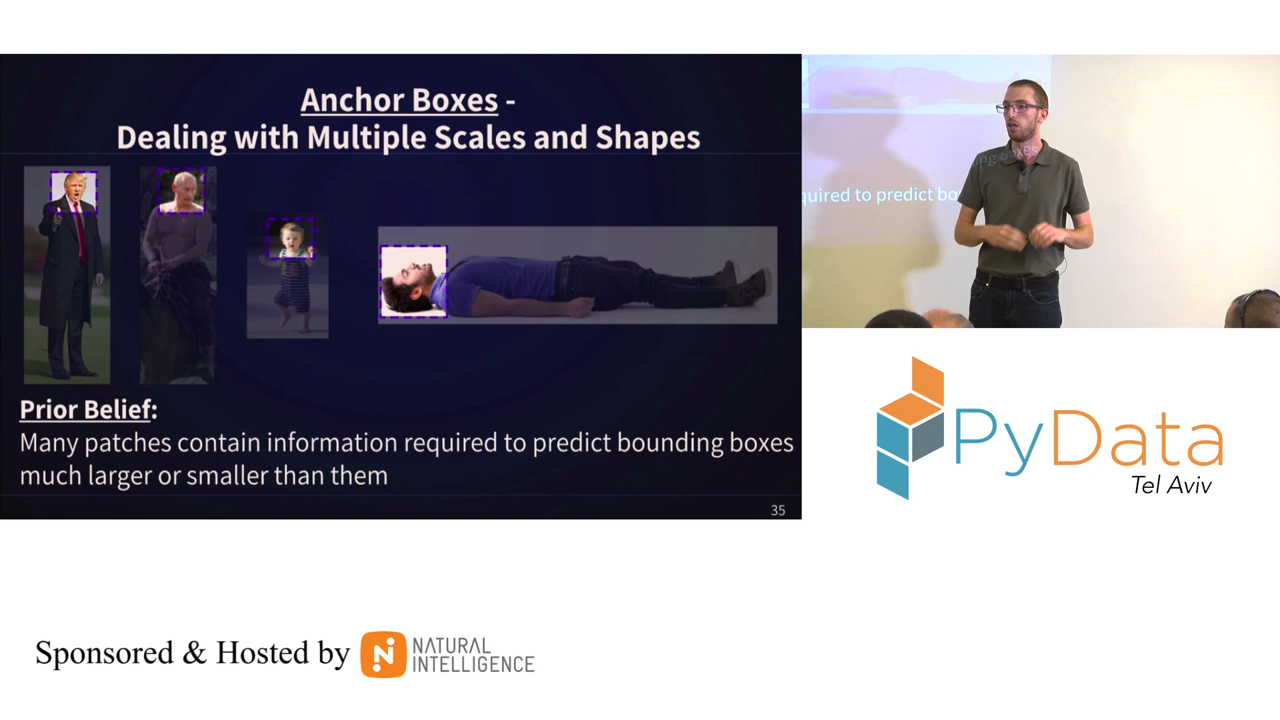 Anchor Boxes -
Dealing with Multiple Scales and Shapes
Prior Belief:
Many patches contain information required to predict bounding boxes
much larger or smaller than them
35
ng boxes
quired to predict bo
PyData
Tel Aviv
Sponsored & Hosted by
NATURAL
INTELLIGENCE